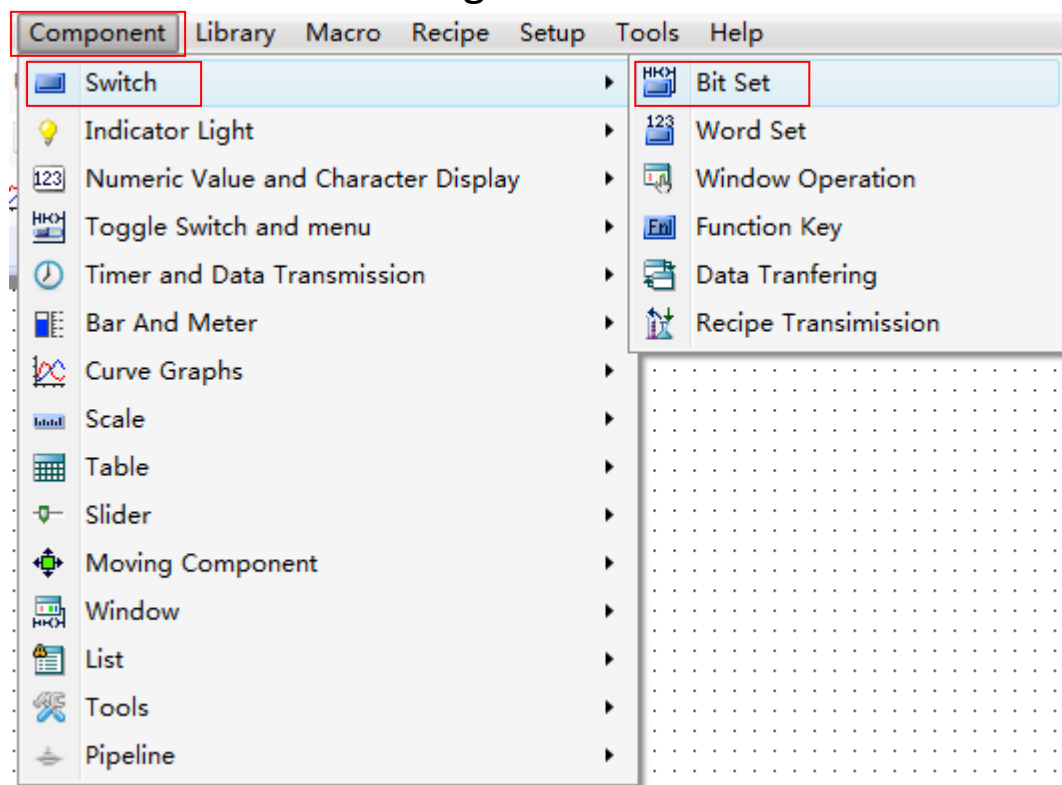 Component Library Macro Recipe Setup Tools Help
Switch
Indicator Light
Numeric Value and Character Display
Toggle Switch and menu
Timer and Data Transmission
Bar And Meter
Curve Graphs
Scale
Table
Slider
Moving Component
Window
List
Tools
Pipeline
Bit Set
Word Set
Window Operation
Function Key
Data Tranfering
Recipe Transimission